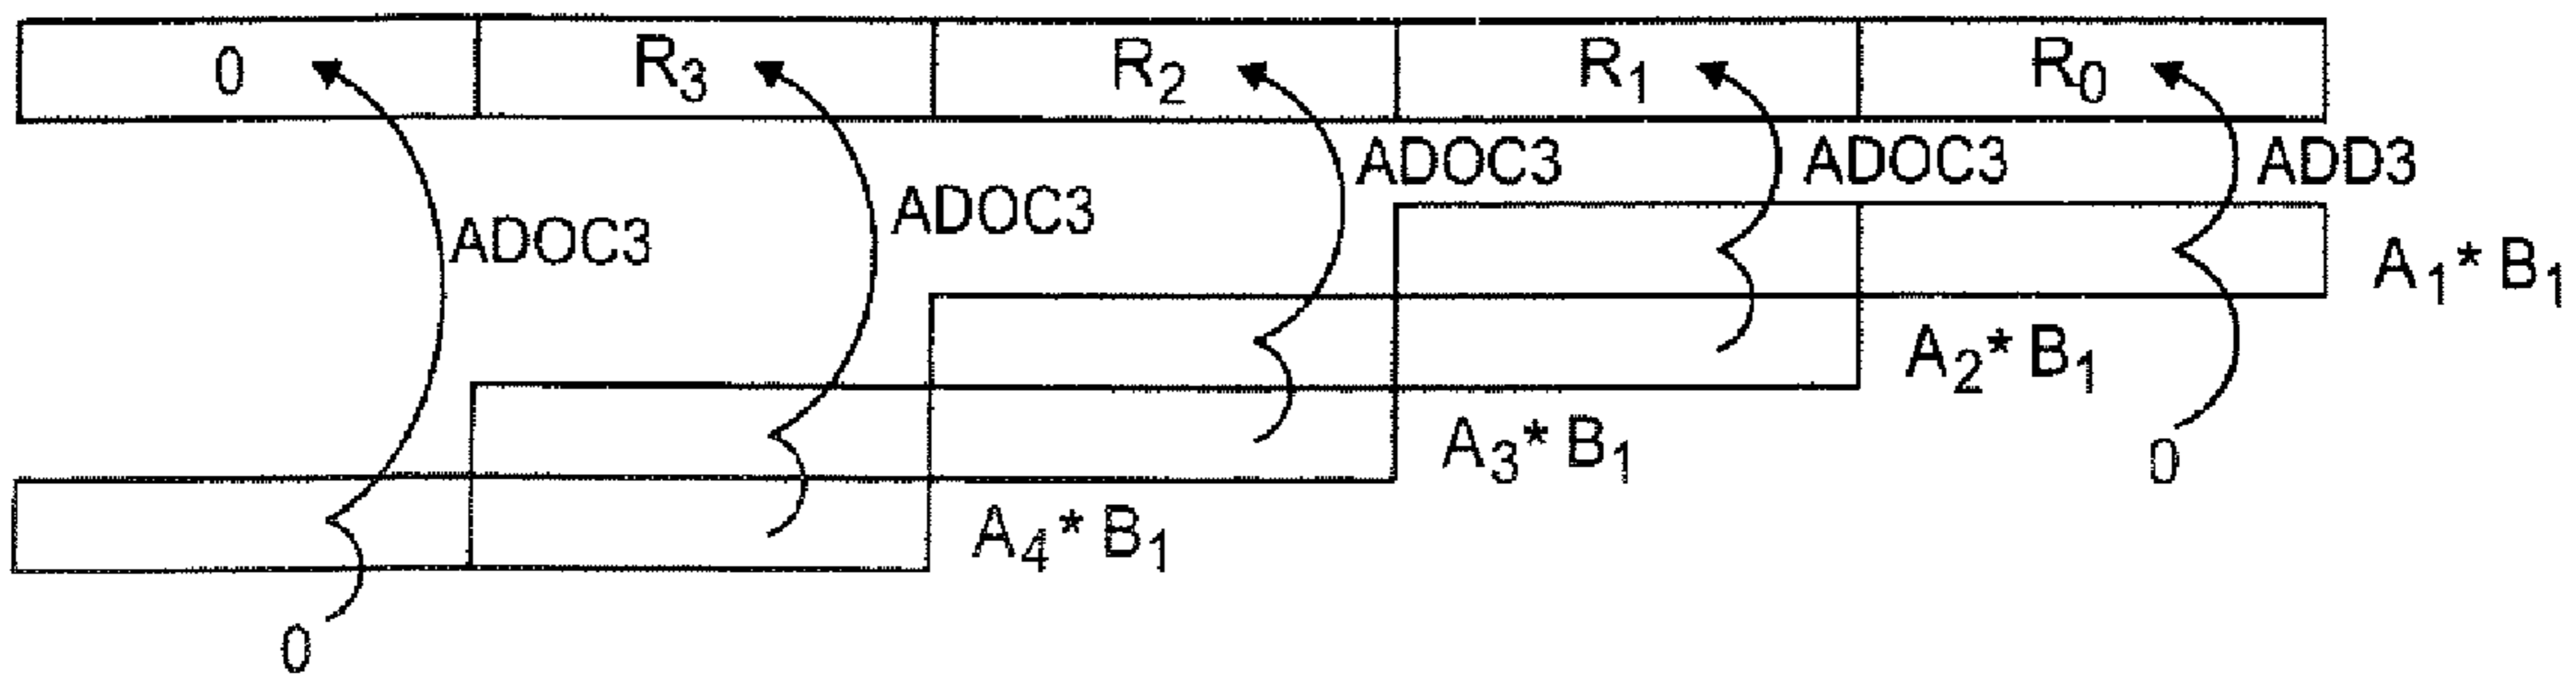 0 R3 R2 R1 R0
ADOC3 ADOC3 ADOC3 ADOC3 ADD3
A1* B1
A2* B1
A3* B1 0
A4* B1
0